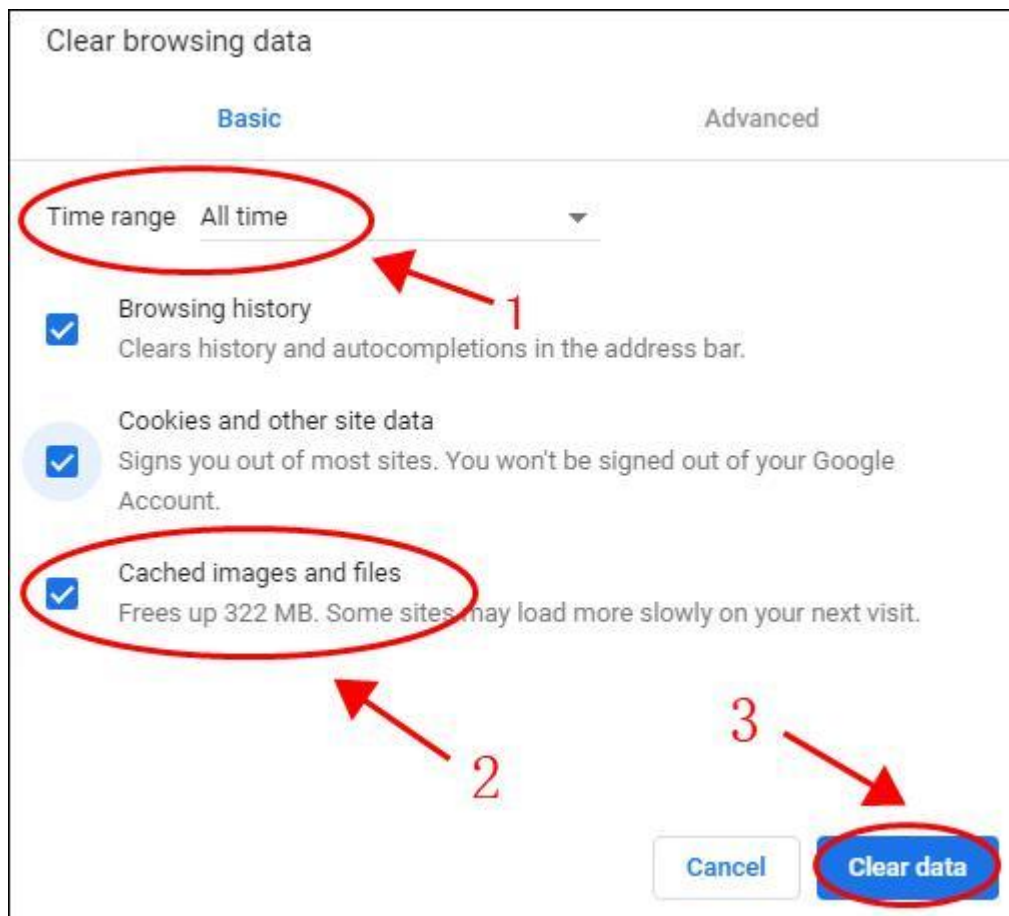 Clear browsing data
Basic Advanced
Time range All time
1
Browsing history
Clears history and autocompletions in the address bar.
Cookies and other site data
Signs you out of most sites. You won't be signed out of your Google
Account.
Cached images and files
Frees up 322 MB. Some sites may load more slowly on your next visit.
2
3
Cancel Clear data